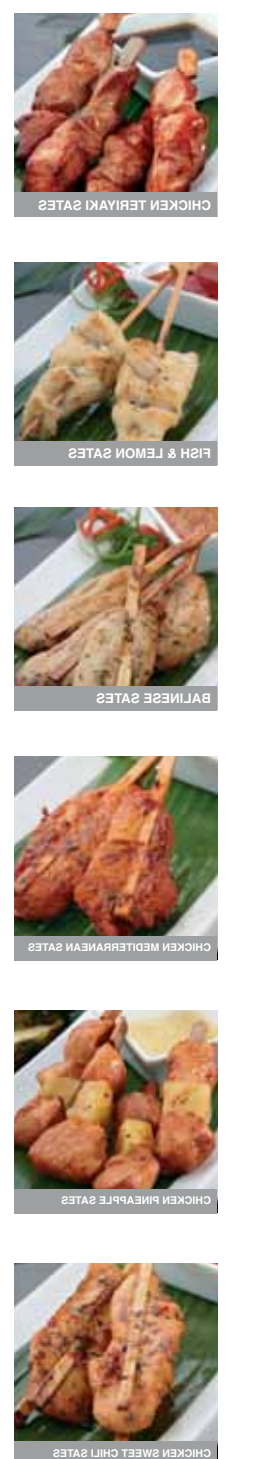 CHICKEN TERIYAKI SATES
FISH & LEMON SATES
BALINESE SATES
CHICKEN MEDITERRANEAN SATES
CHICKEN PINEAPPLE SATES
CHICKEN SWEET CHILI SATES